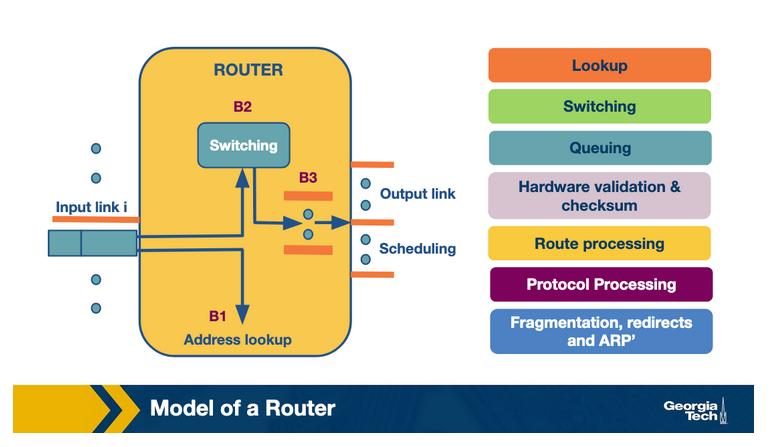 ROUTER
B2
Switching
B3
Input link i
Output link
Scheduling
B1
Address lookup
Lookup
Switching
Queuing
Hardware validation &
checksum
Route processing
Protocol Processing
Fragmentation, redirects
and ARP’
Model of a Router
Georgia
Tech